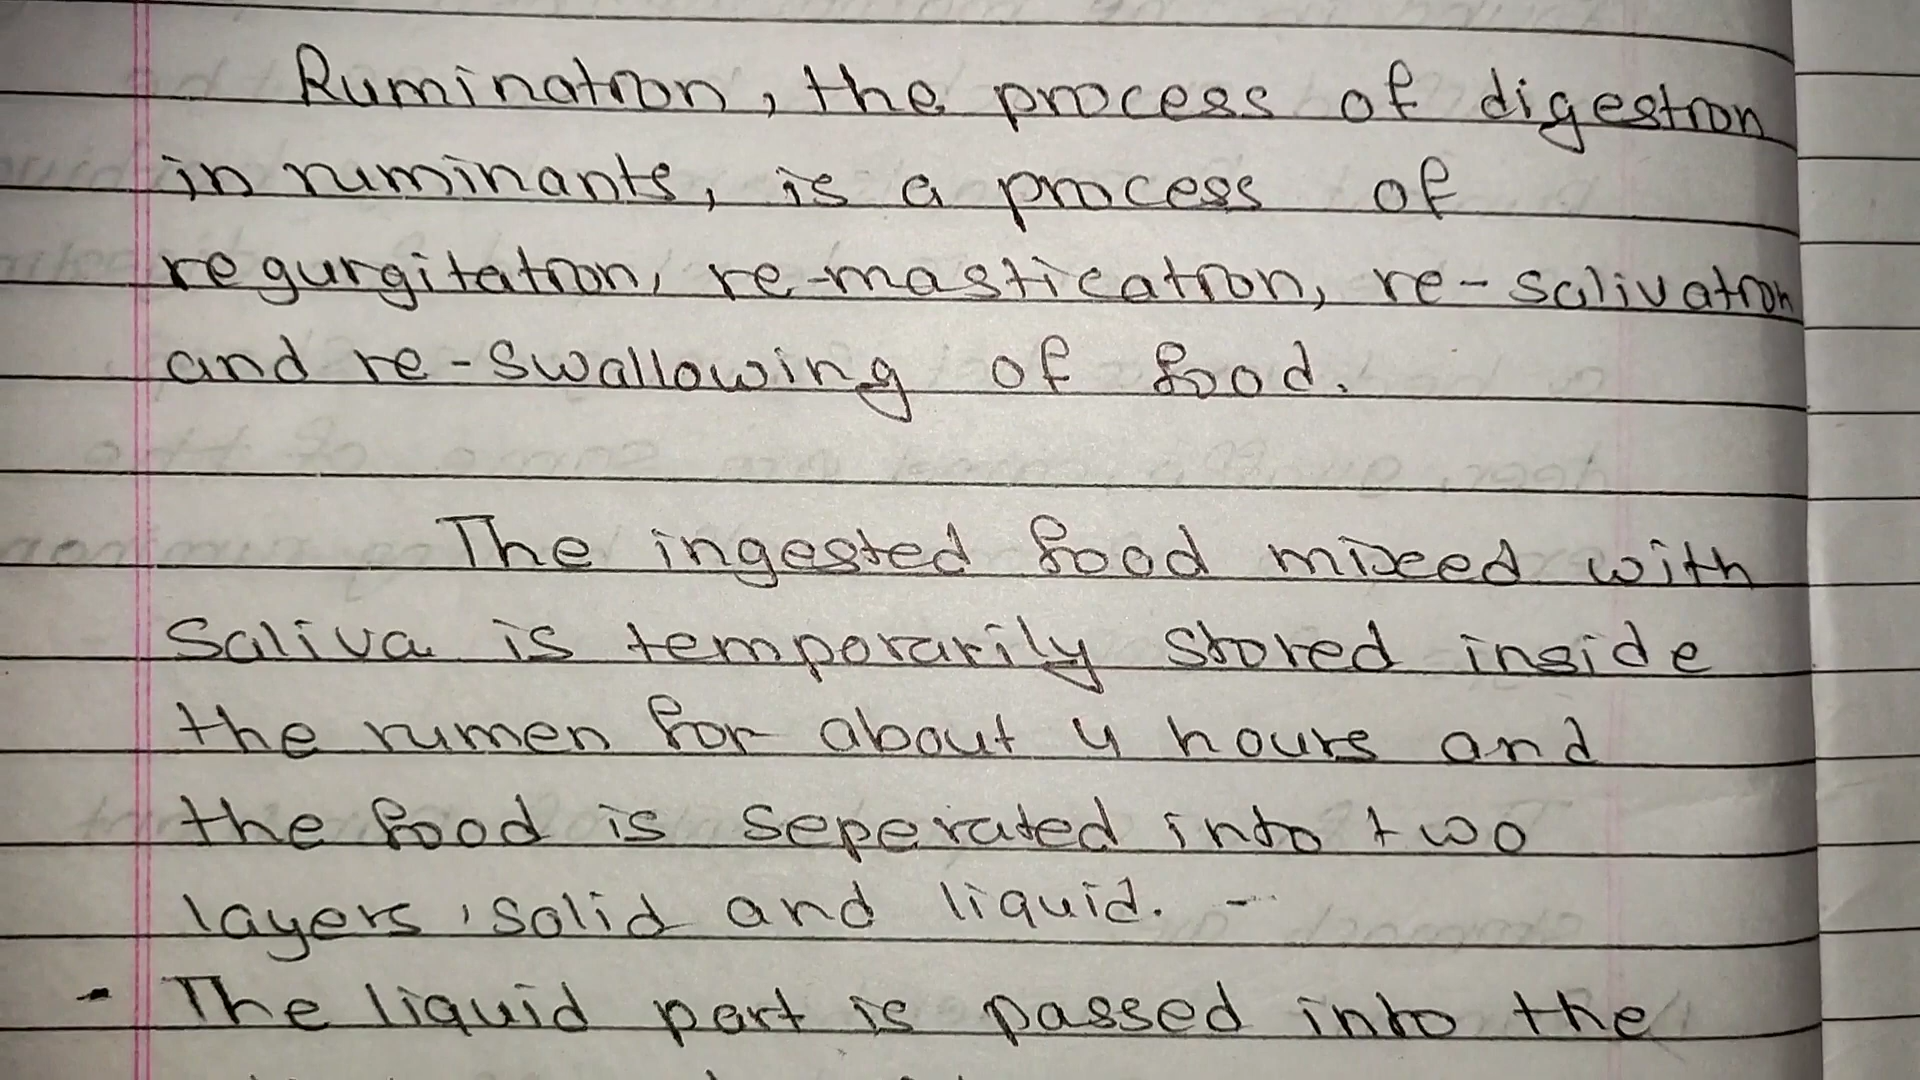 Rumination, the process of digestion
in ruminants, is a process of
regurgitation, re-mastication, re-salivation
and re-swallowing of food.
The ingested food mixed with
Saliva is temporarily stored inside
the rumen for about 4 hours and
the food is seperated into two
layers, solid and liquid. -
- The liquid part is passed into the